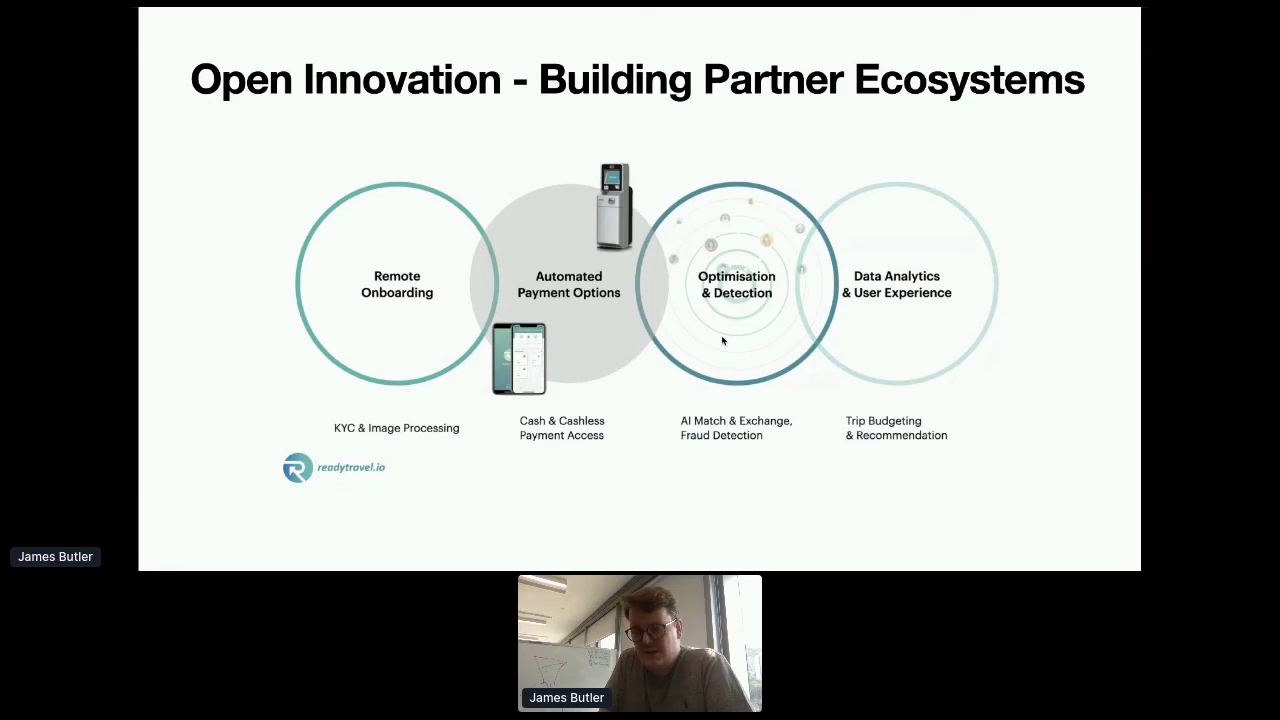 Open Innovation - Building Partner Ecosystems
Remote
Onboarding
Automated
Payment Options
Optimisation
& Detection
Data Analytics
& User Experience
KYC & Image Processing
Cash & Cashless
Payment Access
AI Match & Exchange,
Fraud Detection
Trip Budgeting
& Recommendation
readytravel.io
James Butler
James Butler